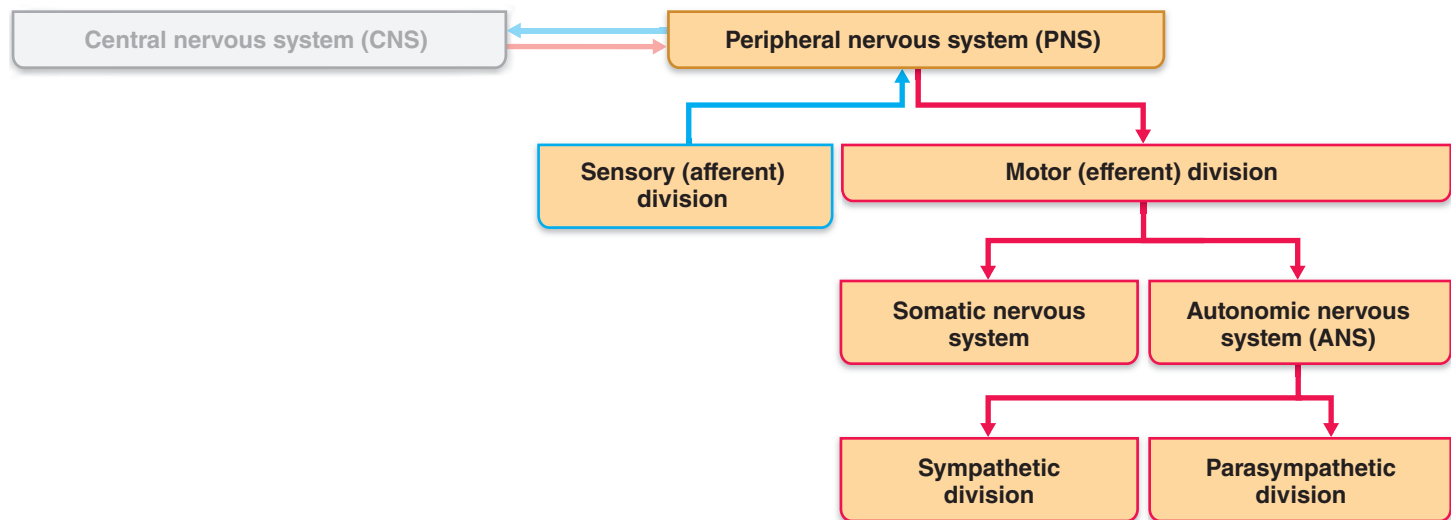 Central nervous system (CNS)
Peripheral nervous system (PNS)
Sensory (afferent)
division
Motor (efferent) division
Somatic nervous
system
Autonomic nervous
system (ANS)
Sympathetic
division
Parasympathetic
division